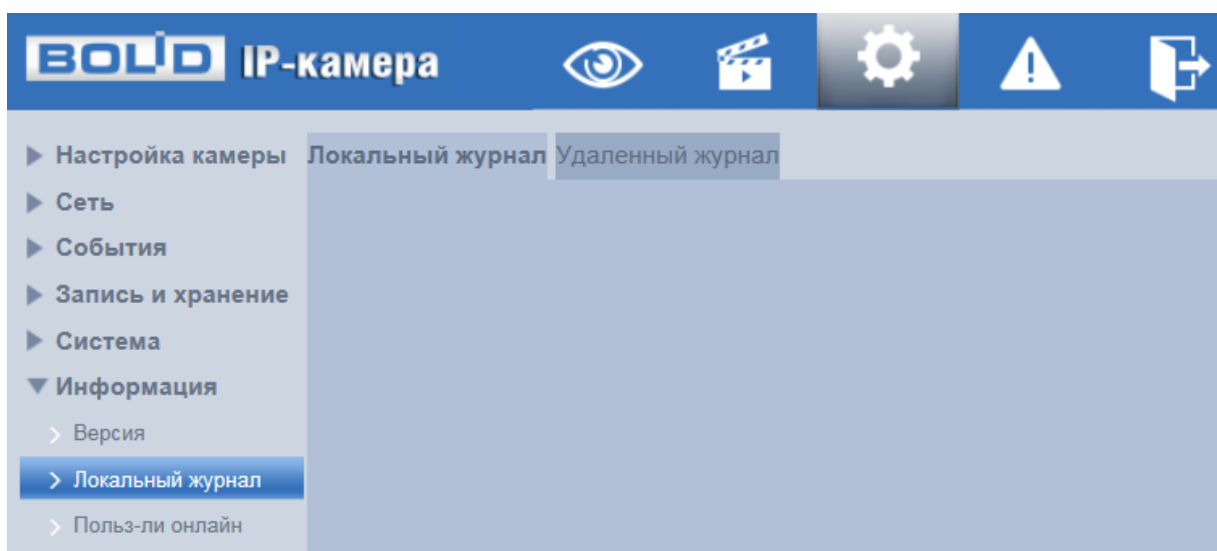 BOLID IP-камера
Настройка камеры
Локальный журнал Удаленный журнал
Сеть
События
Запись и хранение
Система
Информация
Версия
Локальный журнал
Польз-ли онлайн